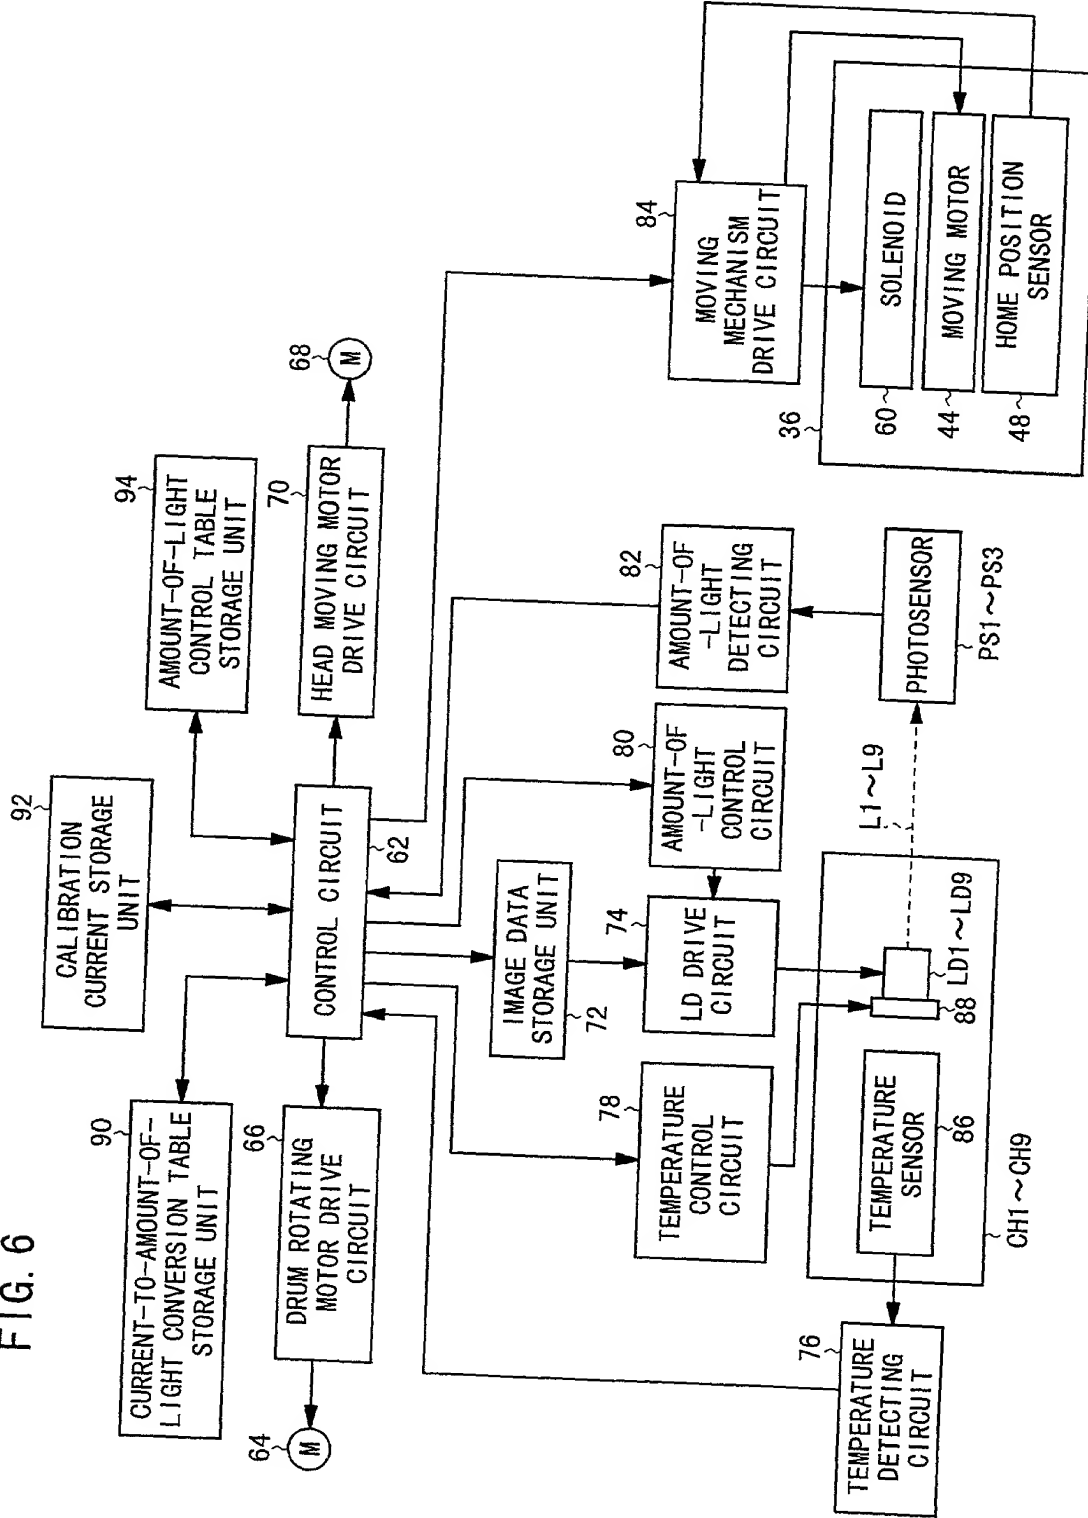 FIG. 6
90
CURRENT-TO-AMOUNT-OF-
LIGHT CONVERSION TABLE
STORAGE UNIT
92
CALIBRATION
CURRENT STORAGE
UNIT
94
AMOUNT-OF-LIGHT
CONTROL TABLE
STORAGE UNIT
64
M
66
DRUM ROTATING
MOTOR DRIVE
CIRCUIT
CONTROL CIRCUIT
62
70
HEAD MOVING MOTOR
DRIVE CIRCUIT
68
M
IMAGE DATA
STORAGE UNIT
72
76
TEMPERATURE
DETECTING
CIRCUIT
78
TEMPERATURE
CONTROL
CIRCUIT
74
LD DRIVE
CIRCUIT
80
AMOUNT-OF
-LIGHT
CONTROL
CIRCUIT
82
AMOUNT-OF
-LIGHT
DETECTING
CIRCUIT
84
MOVING
MECHANISM
DRIVE CIRCUIT
TEMPERATURE
SENSOR
86
88
LD1~LD9
CH1~CH9
L1~L9
PHOTOSENSOR
PS1~PS3
36
SOLENOID
60
MOVING MOTOR
44
HOME POSITION
SENSOR
48